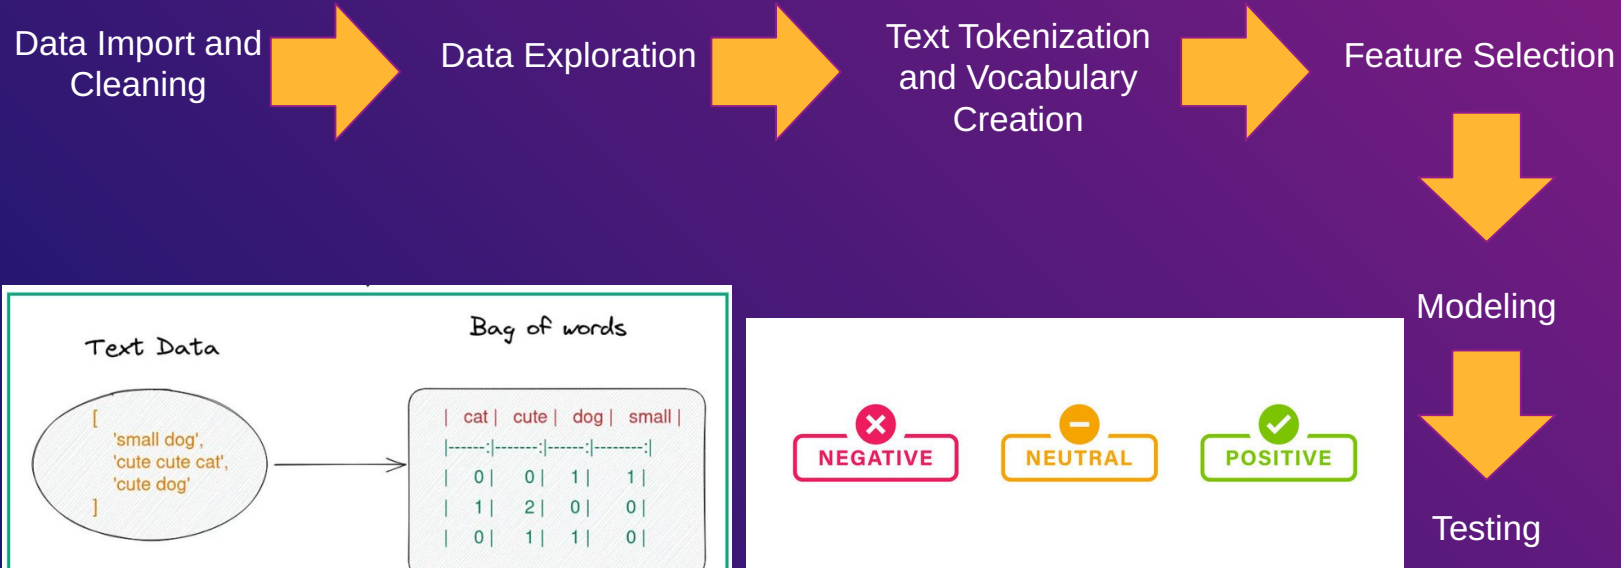 Data Import and
Cleaning
Data Exploration
Text Tokenization
and Vocabulary
Creation
Feature Selection
Modeling
Testing
Text Data
[
'small dog',
'cute cute cat',
'cute dog'
]
Bag of words
| cat | cute | dog | small |
|------:|-------:|------:|--------:|
| 0 | 0 | 1 | 1 |
| 1 | 2 | 0 | 0 |
| 0 | 1 | 1 | 0 |
NEGATIVE
NEUTRAL
POSITIVE